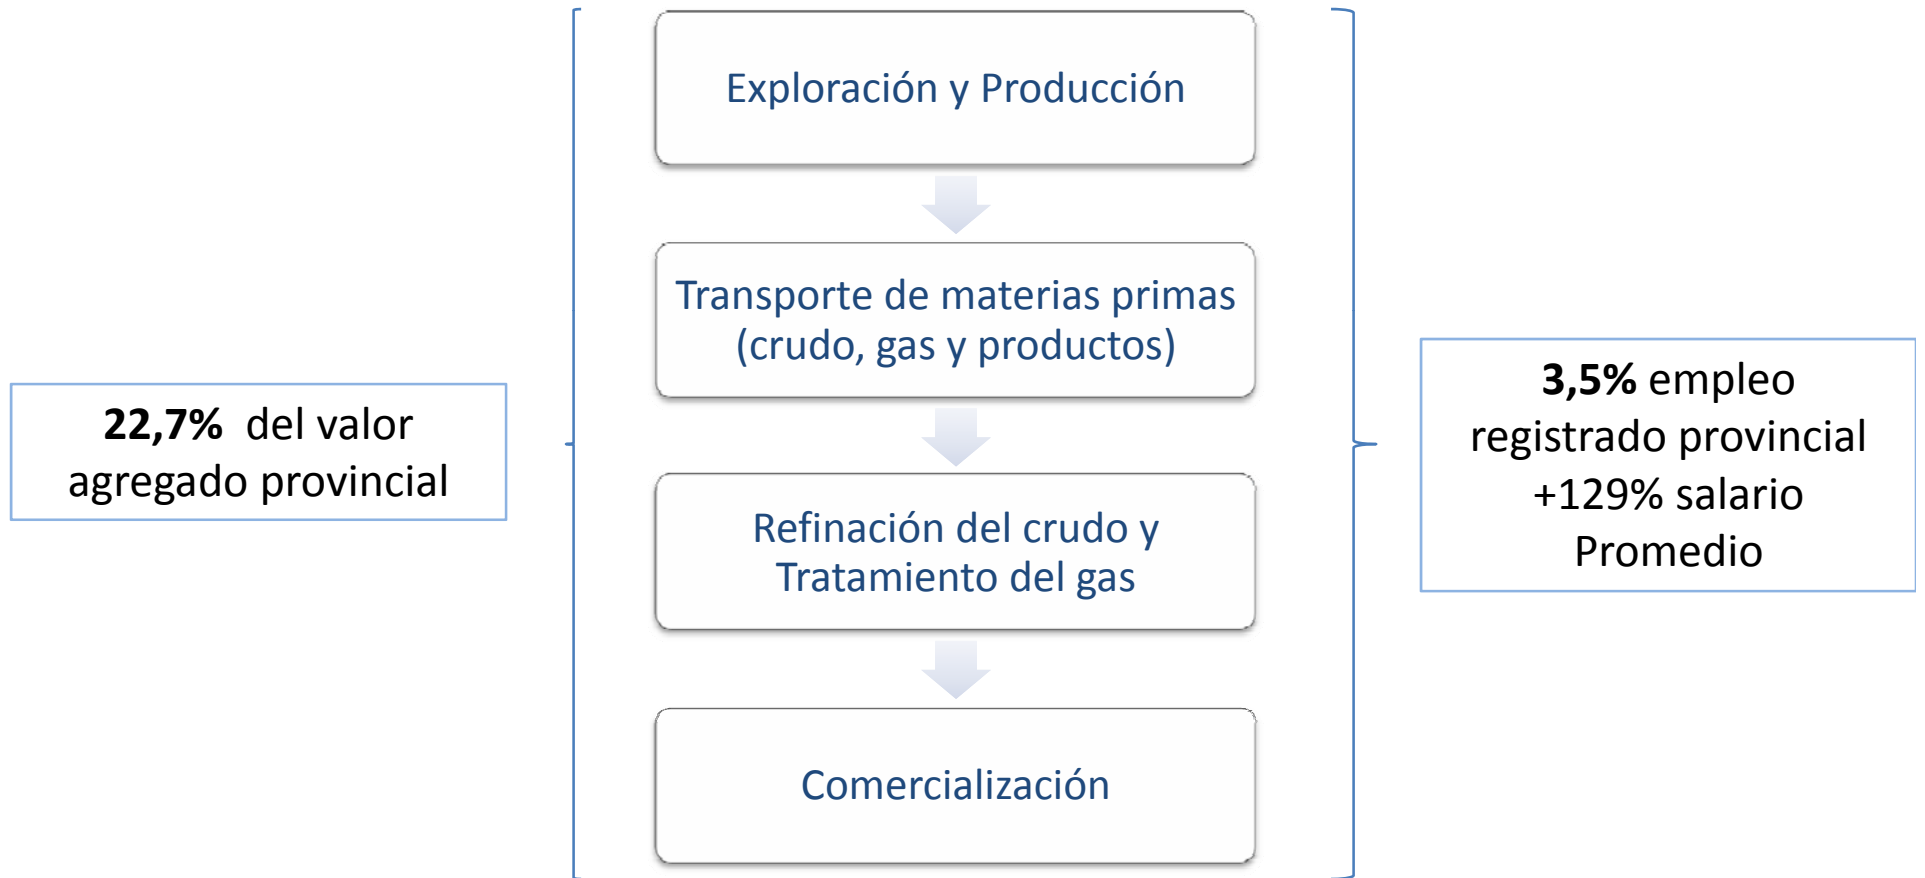 Exploración y Producción
Transporte de materias primas
(crudo, gas y productos)
22,7% del valor
agregado provincial
3,5% empleo
registrado provincial
+129% salario
Promedio
Refinación del crudo y
Tratamiento del gas
Comercialización